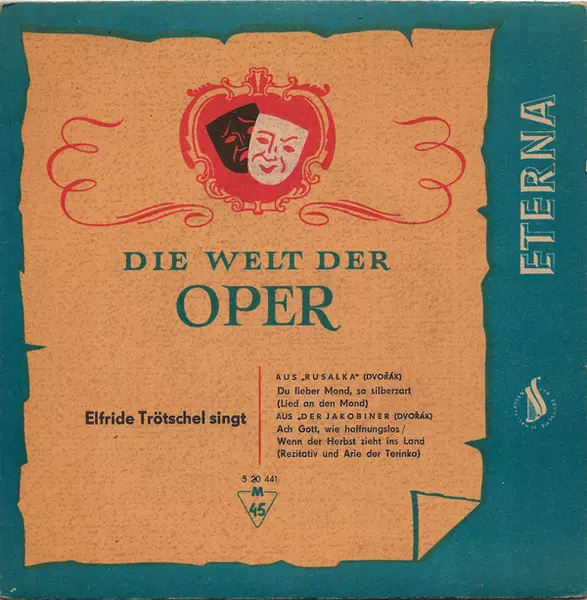 DIE WELT DER
OPER
Elfride Trötschel singt
AUS „RUSALKA" (DVOŘÁK)
Du lieber Mond, so silberzart
(Lied an den Mond)
AUS „DER JAKOBINER (DVOŘÁK)
Ach Gott, wie hoffnungslos/
Wenn der Herbst zieht ins Land
(Rezitativ und Arie der Terinka)
5 20 441
M
45
ETERNA